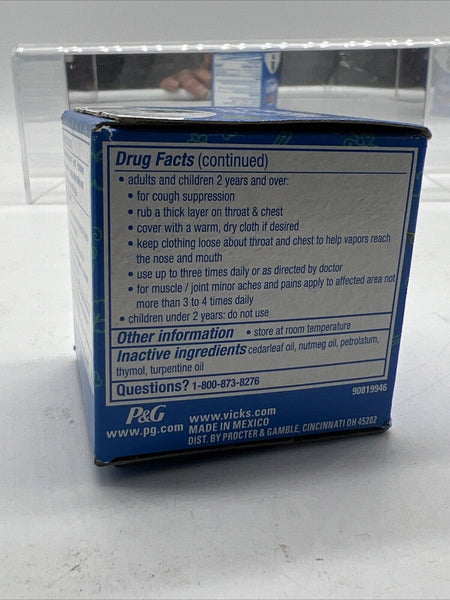 Drug Facts (continued)
• adults and children 2 years and over:
• for cough suppression
• rub a thick layer on throat & chest
• cover with a warm, dry cloth if desired
• keep clothing loose about throat and chest to help vapors reach
the nose and mouth
• use up to three times daily or as directed by doctor
• for muscle / joint minor aches and pains apply to affected area not
more than 3 to 4 times daily
• children under 2 years: do not use
Other information • store at room temperature
Inactive ingredients cedarleaf oil, nutmeg oil, petrolatum,
thymol, turpentine oil
Questions? 1-800-873-8276
90819946
P&G www.vicks.com
www.pg.com MADE IN MEXICO
DIST. BY PROCTER & GAMBLE, CINCINNATI OH 45202